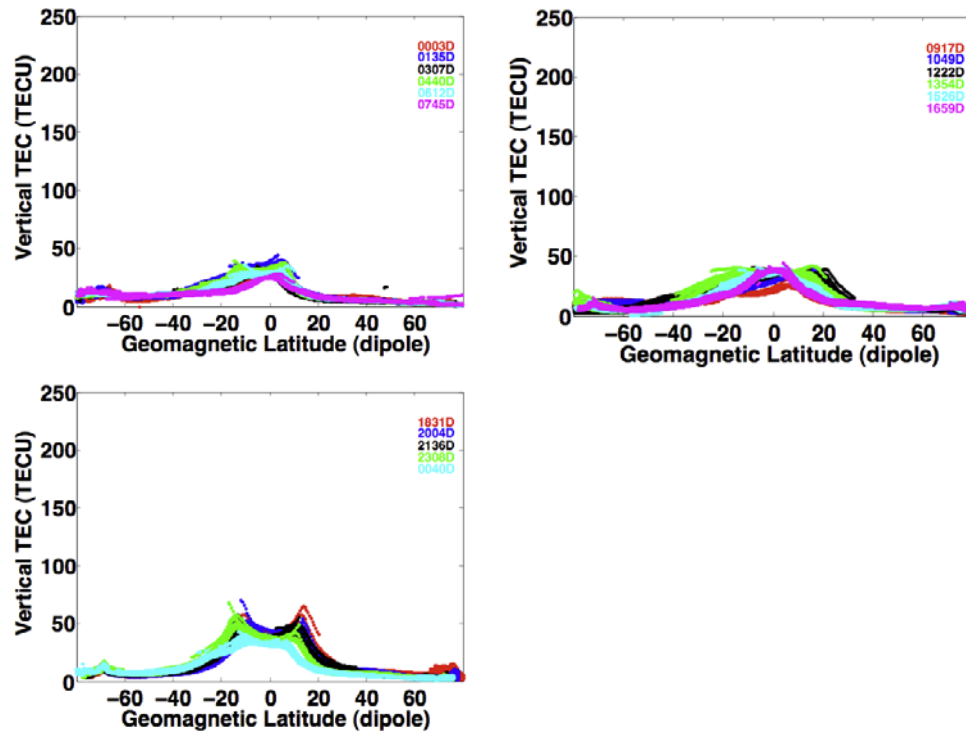 250
200
150
100
50
0
Vertical TEC (TECU)
0003D
0135D
0307D
0440D
0612D
0745D
−60 −40 −20 0 20 40 60
Geomagnetic Latitude (dipole)
250
200
150
100
50
0
Vertical TEC (TECU)
0917D
1049D
1222D
1354D
1526D
1659D
−60 −40 −20 0 20 40 60
Geomagnetic Latitude (dipole)
250
200
150
100
50
0
Vertical TEC (TECU)
1831D
2004D
2136D
2308D
0040D
−60 −40 −20 0 20 40 60
Geomagnetic Latitude (dipole)